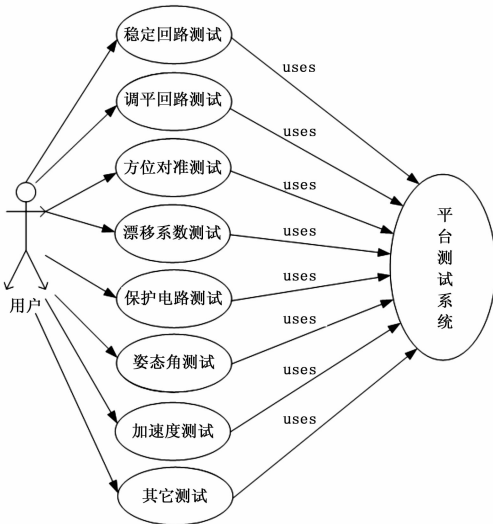 稳定回路测试
uses
调平回路测试
uses
方位对准测试
uses
漂移系数测试
uses
保护电路测试
uses
姿态角测试
uses
加速度测试
uses
其它测试
uses
用户
平台测试系统